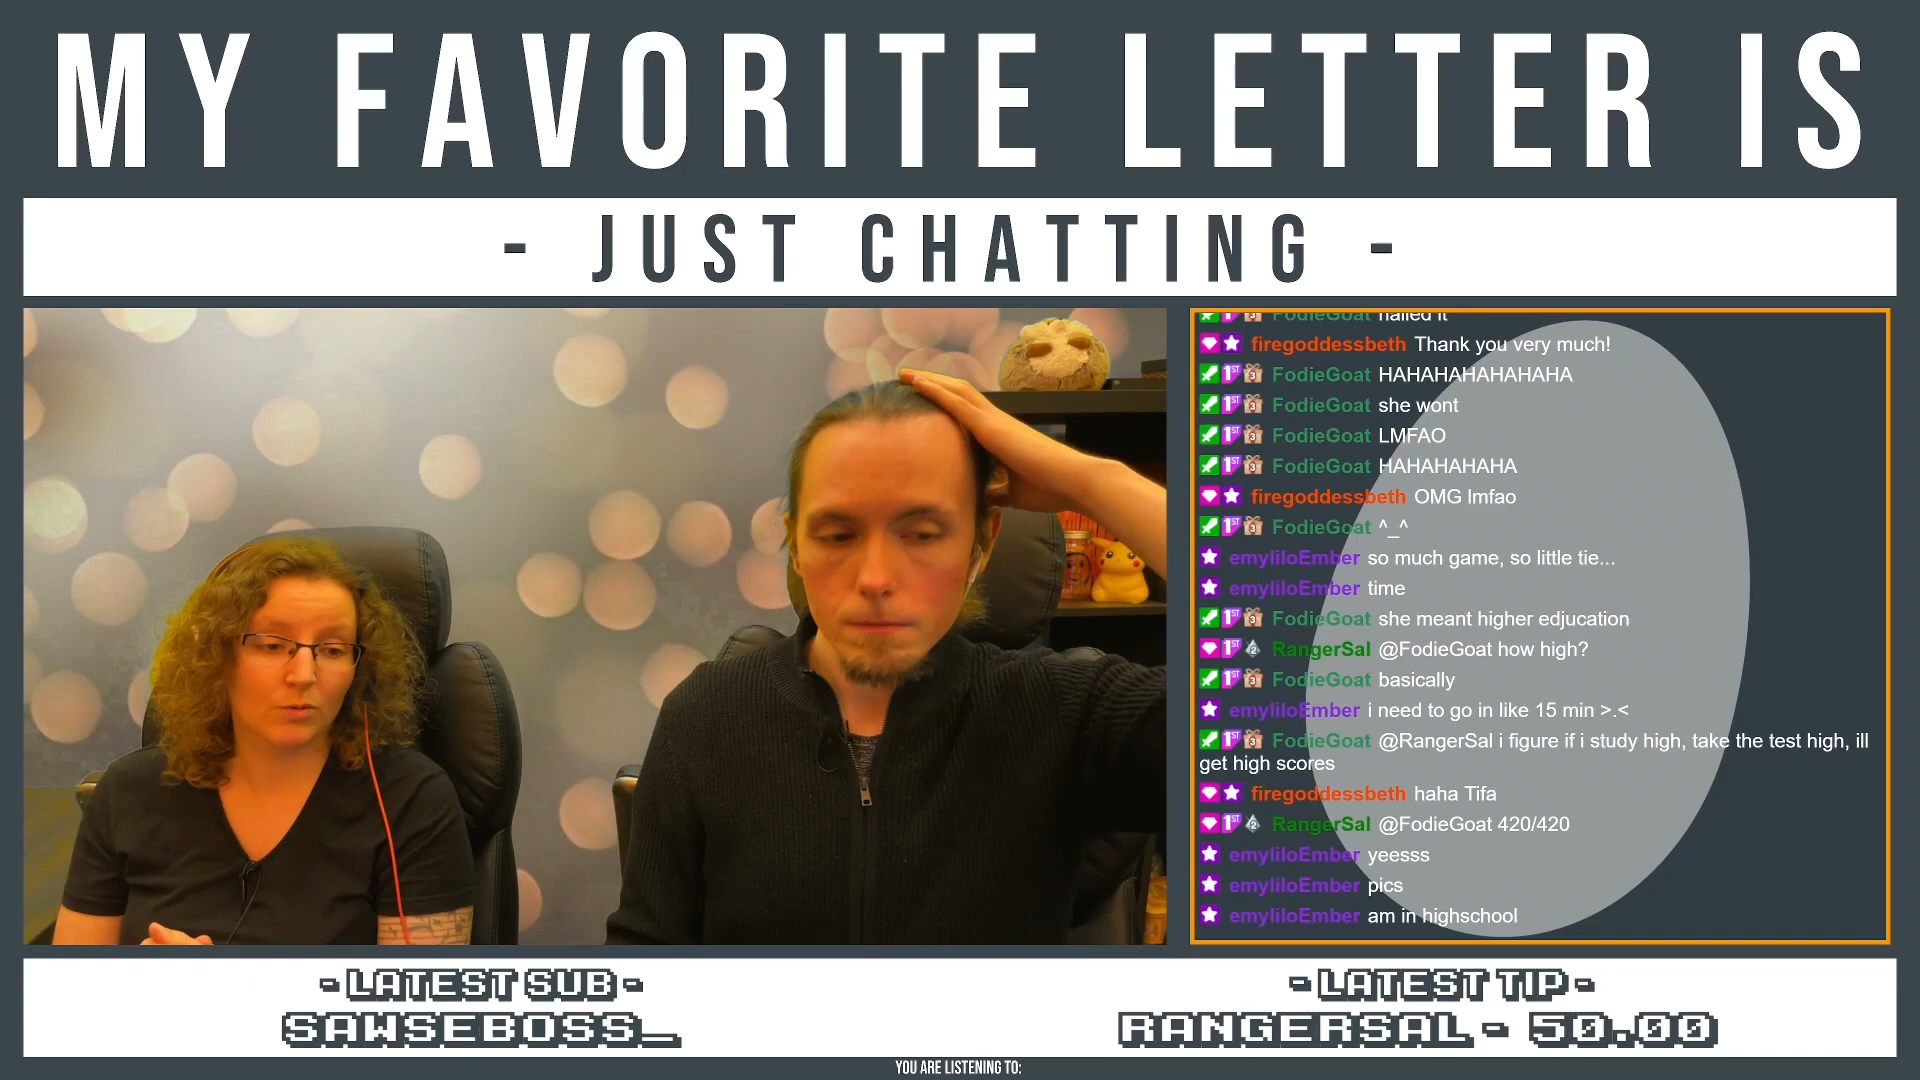 MY FAVORITE LETTER IS
- JUST CHATTING -
FodieGoat nailed it
firegoddessbeth Thank you very much!
FodieGoat HAHAHAHAHAHAHA
FodieGoat she wont
FodieGoat LMFAO
FodieGoat HAHAHAHAHA
firegoddessbeth OMG lmfao
FodieGoat ^_^
emyliloEmber so much game, so little tie...
emyliloEmber time
FodieGoat she meant higher edjucation
RangerSal @FodieGoat how high?
FodieGoat basically
emyliloEmber i need to go in like 15 min >.<
FodieGoat @RangerSal i figure if i study high, take the test high, ill
get high scores
firegoddessbeth haha Tifa
RangerSal @FodieGoat 420/420
emyliloEmber yeesss
emyliloEmber pics
emyliloEmber am in highschool
- LATEST SUB -
SAWSEBOSS_
- LATEST TIP -
RANGERSAL - 50.00
YOU ARE LISTENING TO: